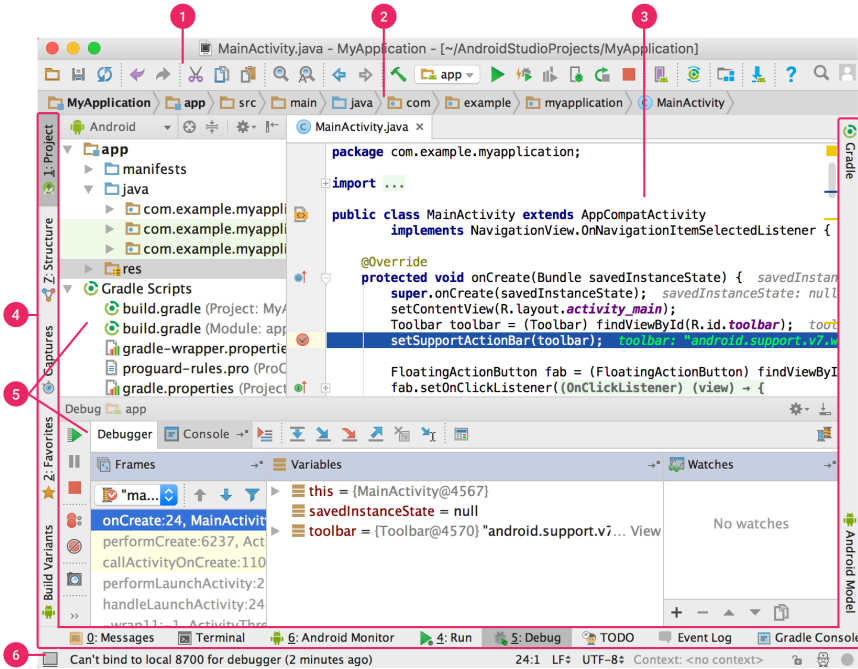 1
2
3
MainActivity.java - MyApplication - [~/AndroidStudioProjects/MyApplication]
app
?
MyApplication
app
src
main
java
com
example
myapplication
MainActivity
1: Project
Z: Structure
Captures
2: Favorites
Build Variants
4
5
6
Android
app
manifests
java
com.example.myappli
com.example.myappli
com.example.myappli
res
Gradle Scripts
build.gradle (Project: MyA
build.gradle (Module: app
gradle-wrapper.propertie
proguard-rules.pro (ProG
gradle.properties (Project
MainActivity.java ×
package com.example.myapplication;
import ...
public class MainActivity extends AppCompatActivity
implements NavigationView.OnNavigationItemSelectedListener {
@Override
protected void onCreate(Bundle savedInstanceState) { savedInstan
super.onCreate(savedInstanceState); savedInstanceState: null
setContentView(R.layout.activity_main);
Toolbar toolbar = (Toolbar) findViewById(R.id.toolbar); tool
setSupportActionBar(toolbar); toolbar: "android.support.v7.w
FloatingActionButton fab = (FloatingActionButton) findViewByI
fab.setOnClickListener((OnClickListener) (view) → {
Gradle
Android Model
Debug app
Debugger
Console
Frames
Variables
Watches
"ma...
onCreate:24, MainActivit
performCreate:6237, Act
callActivityOnCreate:110
performLaunchActivity:2
handleLaunchActivity:24
-wrap11:-1, ActivityThre
this = {MainActivity@4567}
savedInstanceState = null
toolbar = {Toolbar@4570} "android.support.v7... View
No watches
0: Messages
Terminal
6: Android Monitor
4: Run
5: Debug
TODO
Event Log
Gradle Console
Can't bind to local 8700 for debugger (2 minutes ago)
24:1 LF UTF-8 Context: <no context>